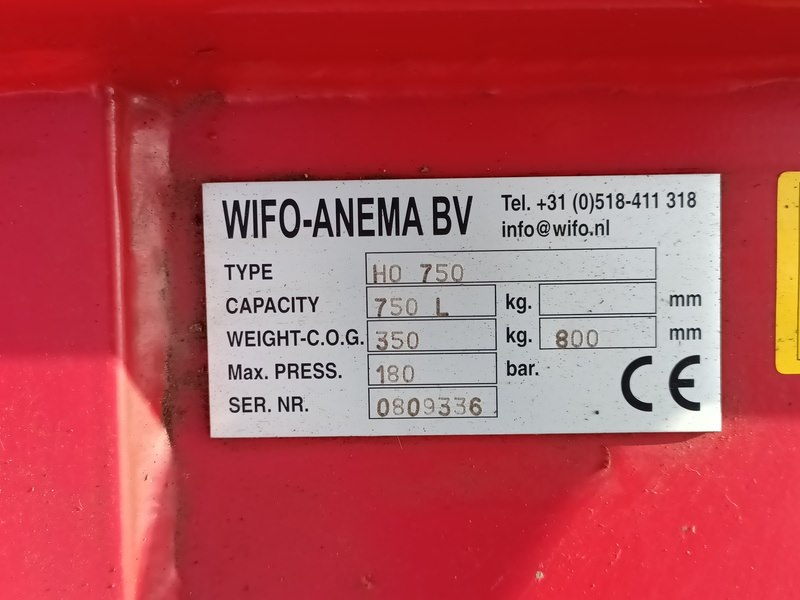 WIFO-ANEMA BV
Tel. +31 (0)518-411 318
info@wifo.nl
TYPE HO 750
CAPACITY 750 L kg. mm
WEIGHT-C.O.G. 350 kg. 800 mm
Max. PRESS. 180 bar.
SER. NR. 0809336
CE